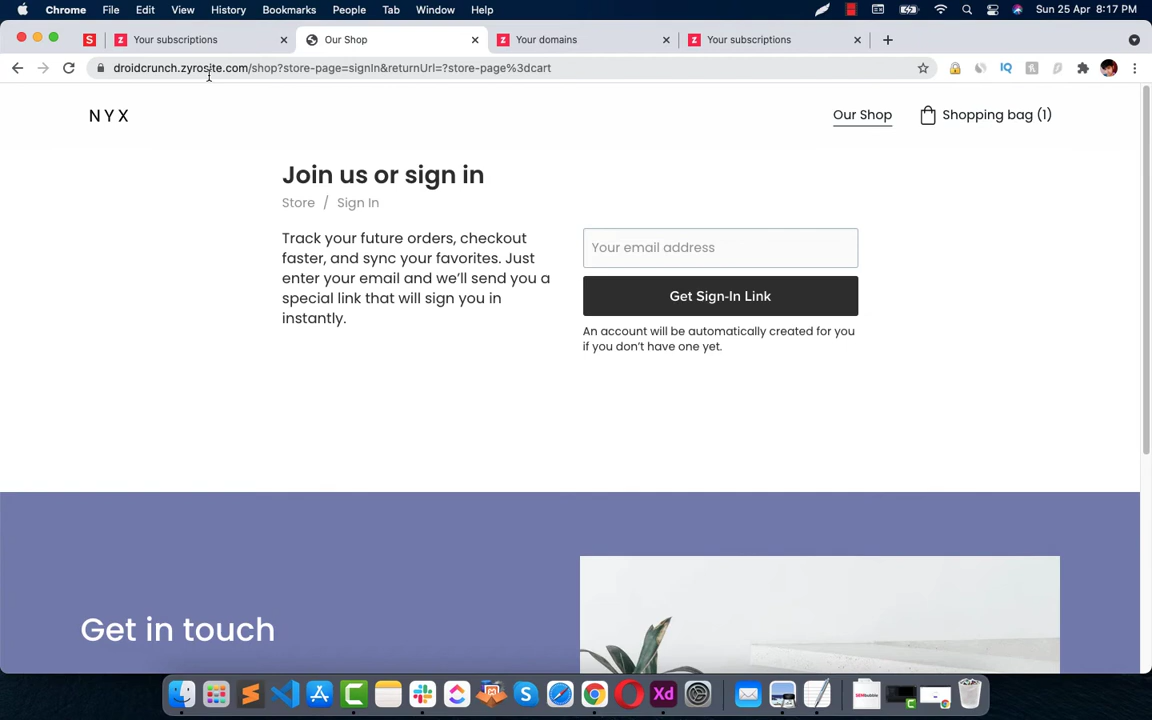 Chrome File Edit View History Bookmarks People Tab Window Help Sun 25 Apr 8:17 PM
S Your subscriptions Our Shop Your domains Your subscriptions
droidcrunch.zyrosite.com/shop?store-page=signIn&returnUrl=?store-page%3dcart IQ
NYX Our Shop Shopping bag (1)
Join us or sign in
Store / Sign In
Track your future orders, checkout
faster, and sync your favorites. Just
enter your email and we’ll send you a
special link that will sign you in
instantly.
Your email address
Get Sign-In Link
An account will be automatically created for you
if you don’t have one yet.
Get in touch